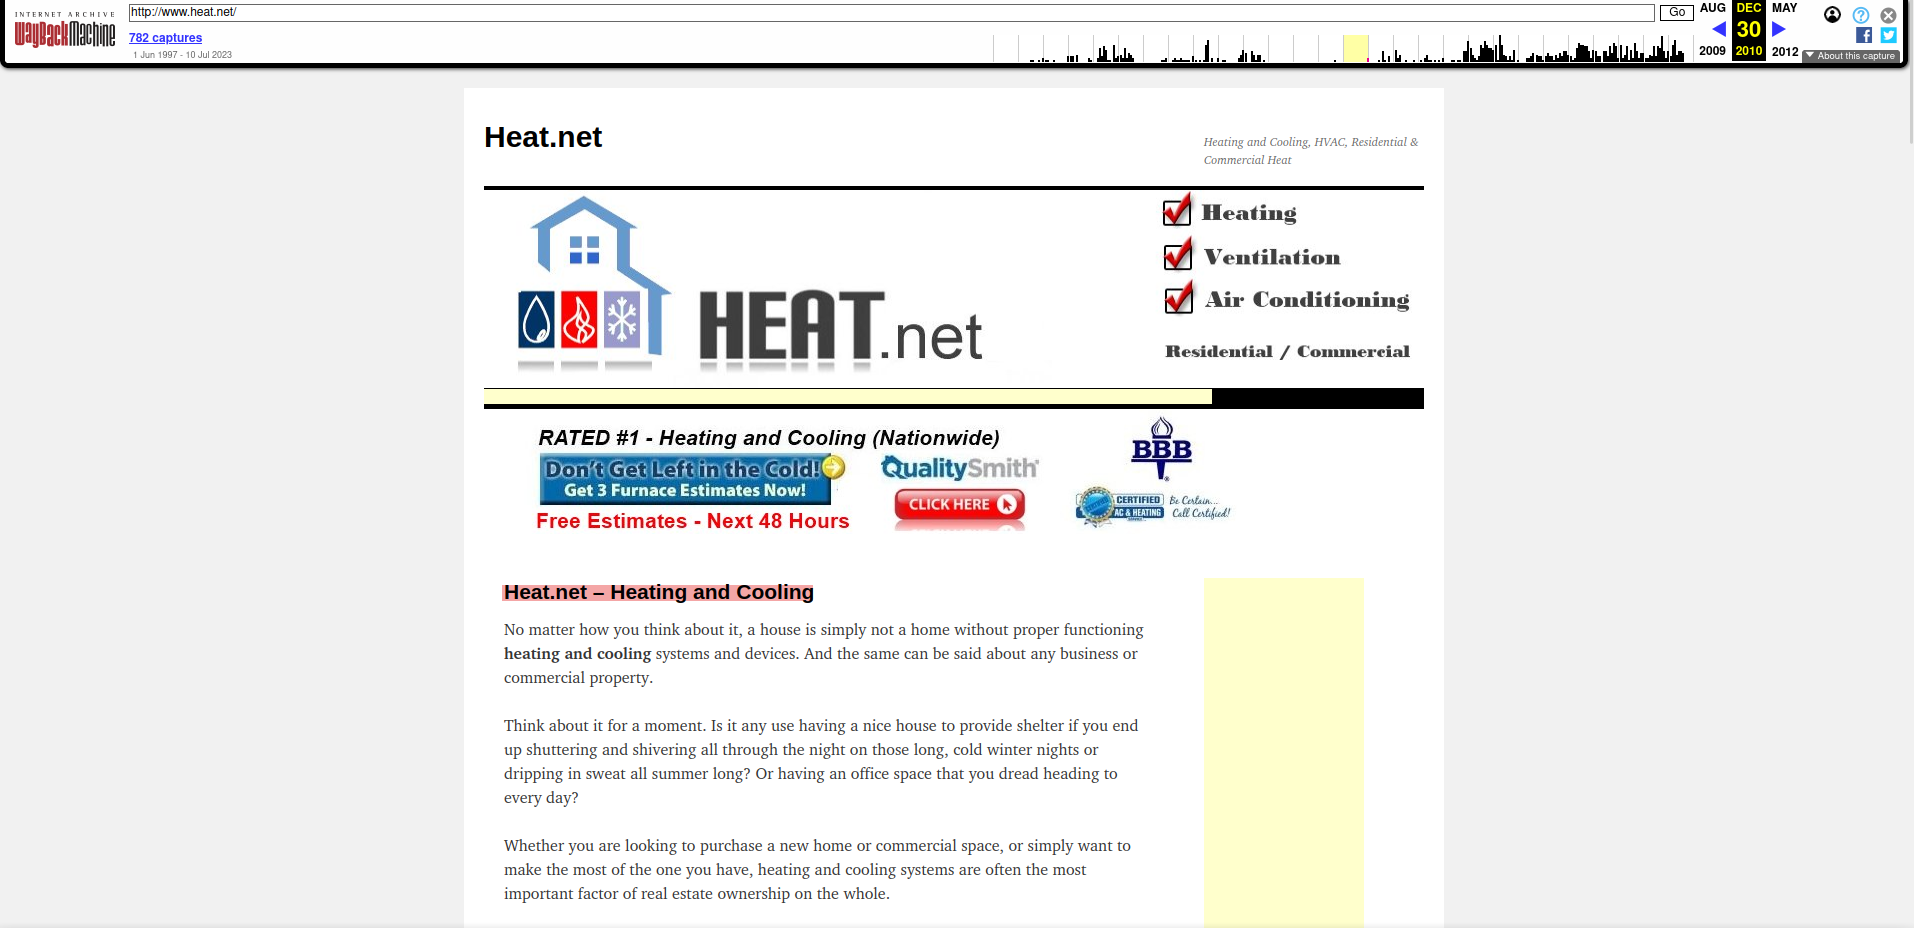 INTERNET ARCHIVE
WayBackMachine
http://www.heat.net/
Go
782 captures
1 Jun 1997 - 10 Jul 2023
AUG
DEC
MAY
30
2009
2010
2012
?
f
About this capture
Heat.net
Heating and Cooling, HVAC, Residential &
Commercial Heat
HEAT.net
Heating
Ventilation
Air Conditioning
Residential / Commercial
RATED #1 - Heating and Cooling (Nationwide)
Don't Get Left in the Cold!
Get 3 Furnace Estimates Now!
Free Estimates - Next 48 Hours
QualitySmith
CLICK HERE
BBB
CERTIFIED
AC & HEATING
Be Certain...
Call Certified!
Heat.net – Heating and Cooling
No matter how you think about it, a house is simply not a home without proper functioning
heating and cooling systems and devices. And the same can be said about any business or
commercial property.
Think about it for a moment. Is it any use having a nice house to provide shelter if you end
up shuttering and shivering all through the night on those long, cold winter nights or
dripping in sweat all summer long? Or having an office space that you dread heading to
every day?
Whether you are looking to purchase a new home or commercial space, or simply want to
make the most of the one you have, heating and cooling systems are often the most
important factor of real estate ownership on the whole.